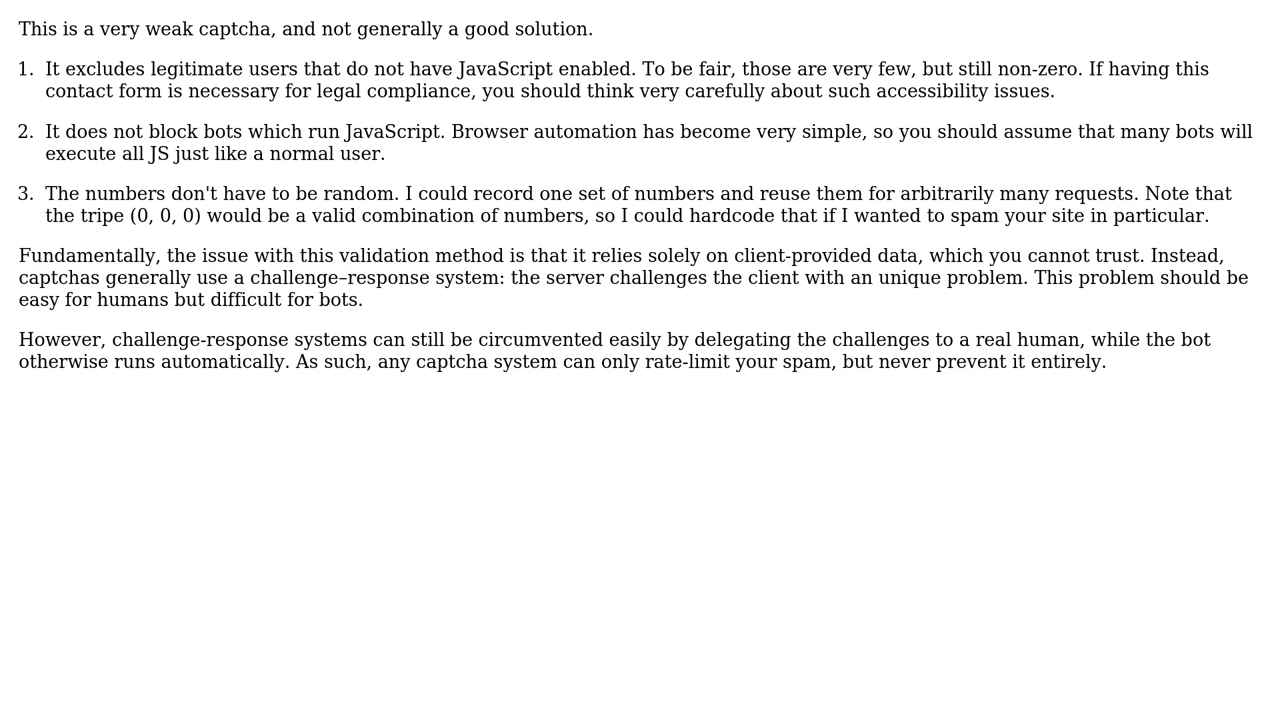 This is a very weak captcha, and not generally a good solution.
1. It excludes legitimate users that do not have JavaScript enabled. To be fair, those are very few, but still non-zero. If having this
contact form is necessary for legal compliance, you should think very carefully about such accessibility issues.
2. It does not block bots which run JavaScript. Browser automation has become very simple, so you should assume that many bots will
execute all JS just like a normal user.
3. The numbers don't have to be random. I could record one set of numbers and reuse them for arbitrarily many requests. Note that
the tripe (0, 0, 0) would be a valid combination of numbers, so I could hardcode that if I wanted to spam your site in particular.
Fundamentally, the issue with this validation method is that it relies solely on client-provided data, which you cannot trust. Instead,
captchas generally use a challenge–response system: the server challenges the client with an unique problem. This problem should be
easy for humans but difficult for bots.
However, challenge-response systems can still be circumvented easily by delegating the challenges to a real human, while the bot
otherwise runs automatically. As such, any captcha system can only rate-limit your spam, but never prevent it entirely.